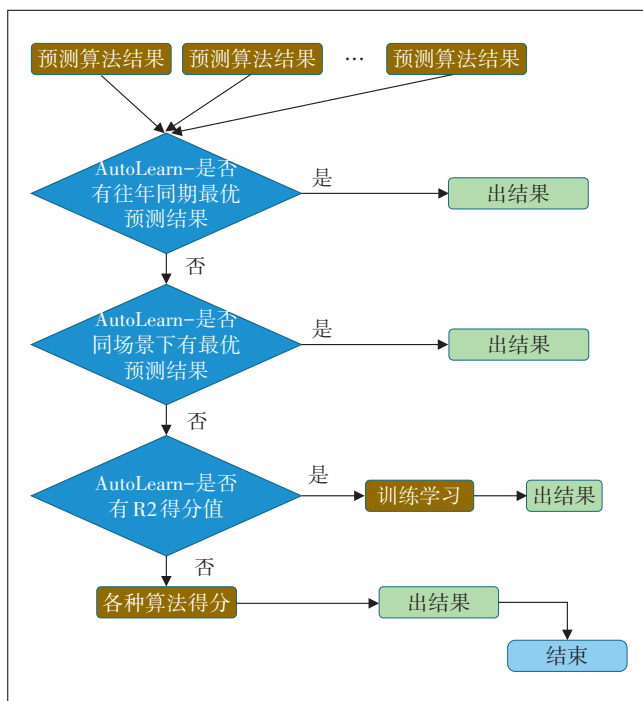 预测算法结果 预测算法结果 … 预测算法结果
AutoLearn-是否
有往年同期最优
预测结果
是
出结果
否
AutoLearn-是否
同场景下有最优
预测结果
是
出结果
否
AutoLearn-是否
有R2得分值
是
训练学习
出结果
否
各种算法得分
出结果
结束